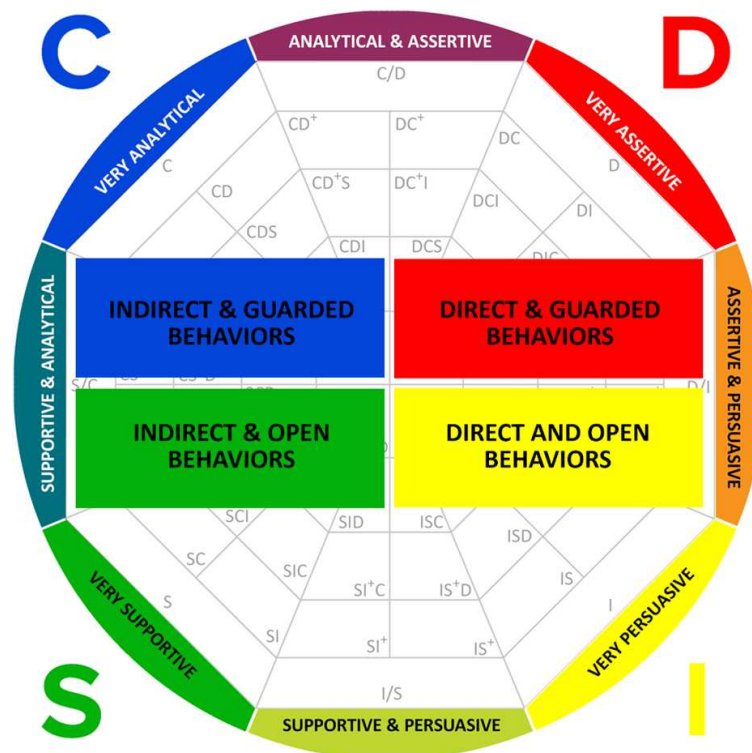 C
D
ANALYTICAL & ASSERTIVE
C/D
VERY ANALYTICAL
VERY ASSERTIVE
CD+
DC+
DC
C
D
CD+S
DC+I
CD
DCI
DI
CDS
CDI
DCS
DIC
SUPPORTIVE & ANALYTICAL
INDIRECT & GUARDED
BEHAVIORS
DIRECT & GUARDED
BEHAVIORS
ASSERTIVE & PERSUASIVE
S/C
D/I
INDIRECT & OPEN
BEHAVIORS
DIRECT AND OPEN
BEHAVIORS
SCI
SID
ISC
ISD
SC
SIC
SI+C
IS+D
IS
S
I
SI
SI+
IS+
VERY SUPPORTIVE
VERY PERSUASIVE
I/S
S
I
SUPPORTIVE & PERSUASIVE